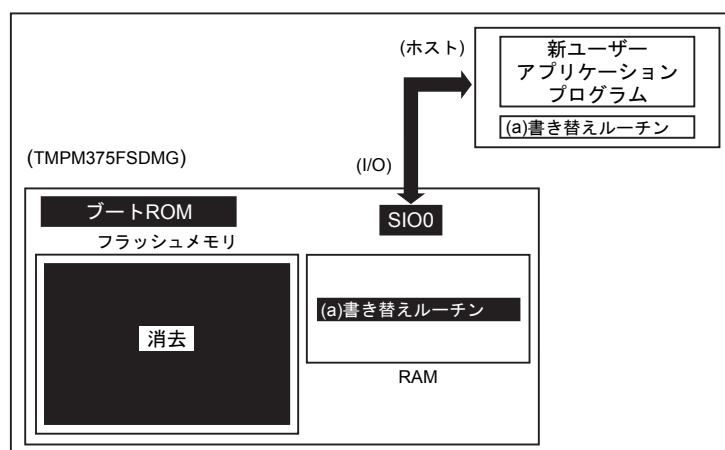 (ホスト)
新ユーザー
アプリケーション
プログラム
(a)書き替えルーチン
(TMPM375FSDMG)
(I/O)
ブートROM
SIO0
フラッシュメモリ
(a)書き替えルーチン
消去
RAM